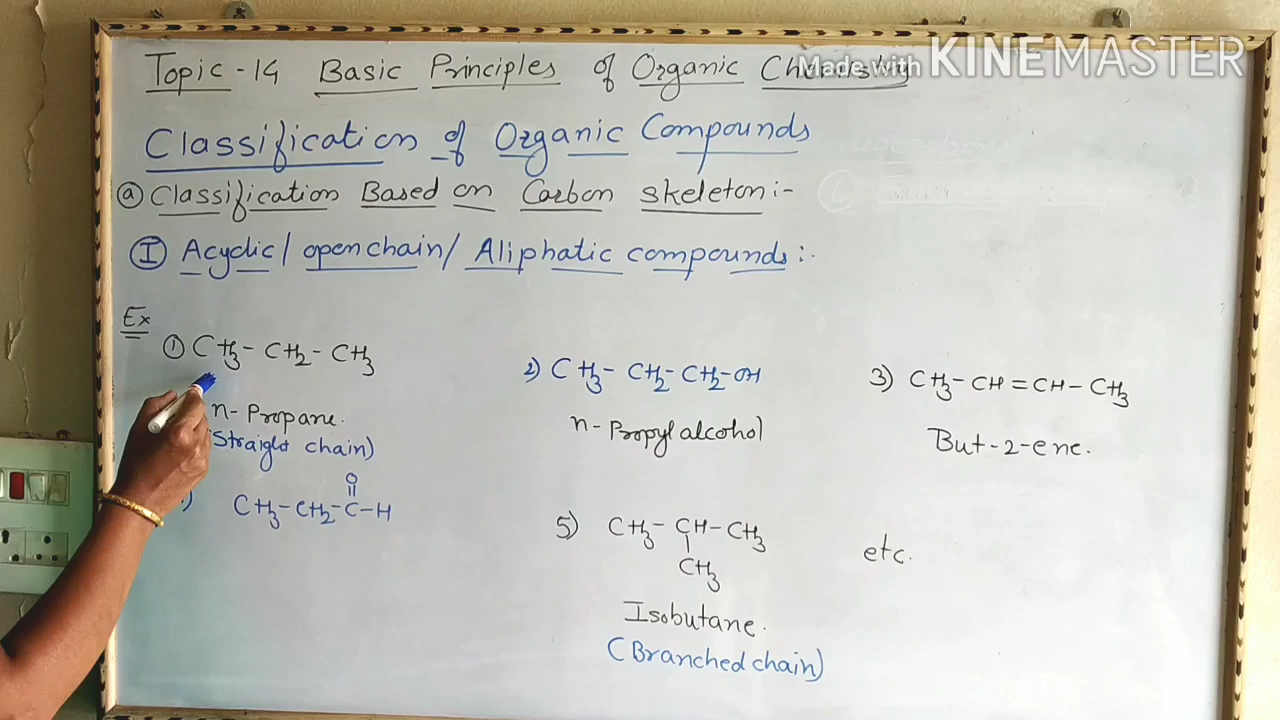 Topic-14 Basic Principles of Organic Chemistry
Made with KINEMASTER
Classification of Organic Compounds
(a) Classification Based on Carbon skeleton:-
(I) Acyclic/openchain/Aliphatic compounds:-
Ex
① CH3-CH2-CH3
n-Propane.
(Straight chain)
2) CH3-CH2-CH2-OH
n-Propyl alcohol
3) CH3-CH=CH-CH3
But-2-ene.
O
||
CH3-CH2-C-H
5) CH3-CH-CH3
|
CH3
Isobutane.
(Branched chain)
etc.